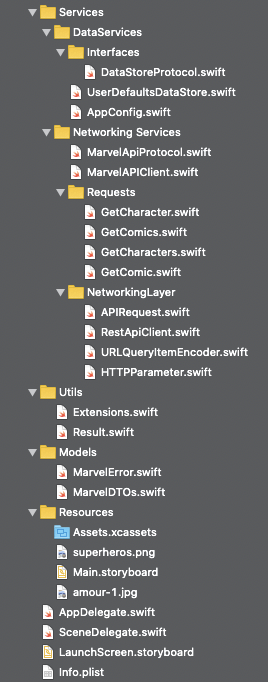 Services
DataServices
Interfaces
DataStoreProtocol.swift
UserDefaultsDataStore.swift
AppConfig.swift
Networking Services
MarvelApiProtocol.swift
MarvelAPIClient.swift
Requests
GetCharacter.swift
GetComics.swift
GetCharacters.swift
GetComic.swift
NetworkingLayer
APIRequest.swift
RestApiClient.swift
URLQueryItemEncoder.swift
HTTPParameter.swift
Utils
Extensions.swift
Result.swift
Models
MarvelError.swift
MarvelDTOs.swift
Resources
Assets.xcassets
superheros.png
Main.storyboard
amour-1.jpg
AppDelegate.swift
SceneDelegate.swift
LaunchScreen.storyboard
Info.plist